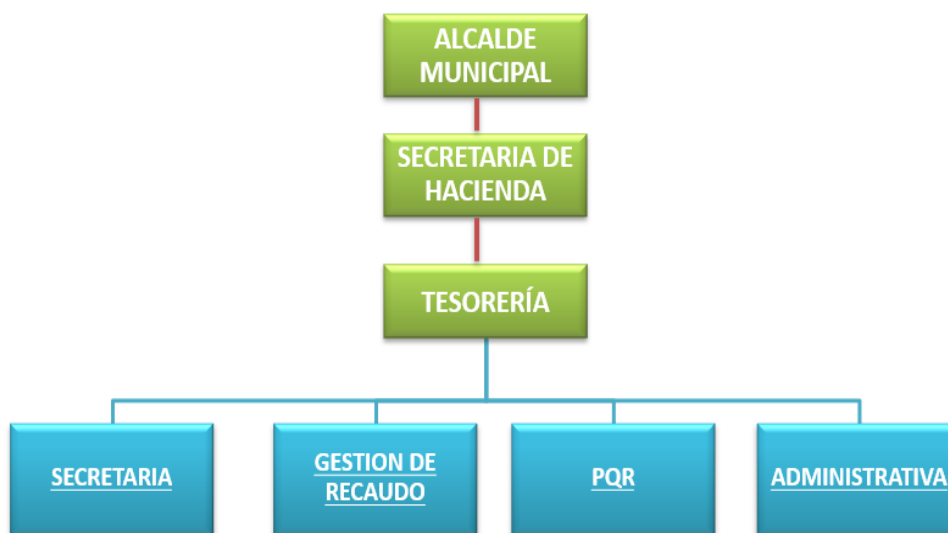 ALCALDE
MUNICIPAL
SECRETARIA DE
HACIENDA
TESORERÍA
SECRETARIA
GESTION DE
RECAUDO
PQR
ADMINISTRATIVA